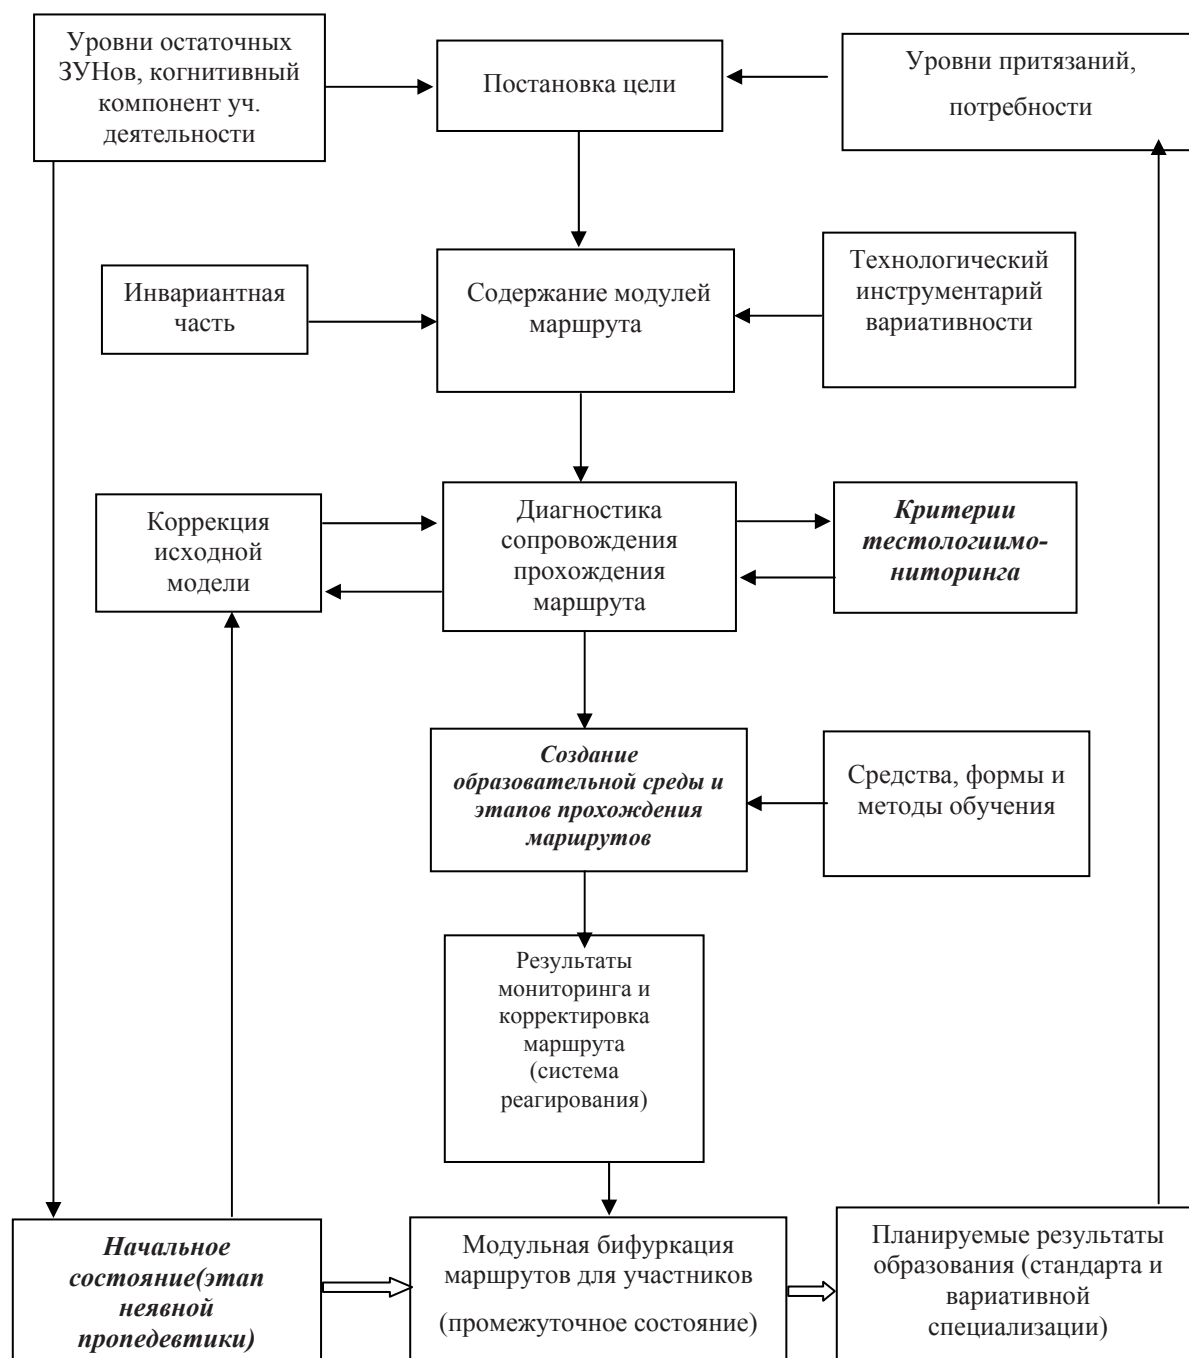 Уровни остаточных
ЗУНов, когнитивный
компонент уч.
деятельности
Постановка цели
Уровни притязаний,
потребности
Инвариантная
часть
Содержание модулей
маршрута
Технологический
инструментарий
вариативности
Коррекция
исходной
модели
Диагностика
сопровождения
прохождения
маршрута
Критерии
тестологиимо-
ниторинга
Создание
образовательной среды и
этапов прохождения
маршрутов
Средства, формы и
методы обучения
Результаты
мониторинга и
корректировка
маршрута
(система
реагирования)
Начальное
состояние(этап
неявной
пропедевтики)
Модульная бифуркация
маршрутов для участников
(промежуточное состояние)
Планируемые результаты
образования (стандарта и
вариативной
специализации)